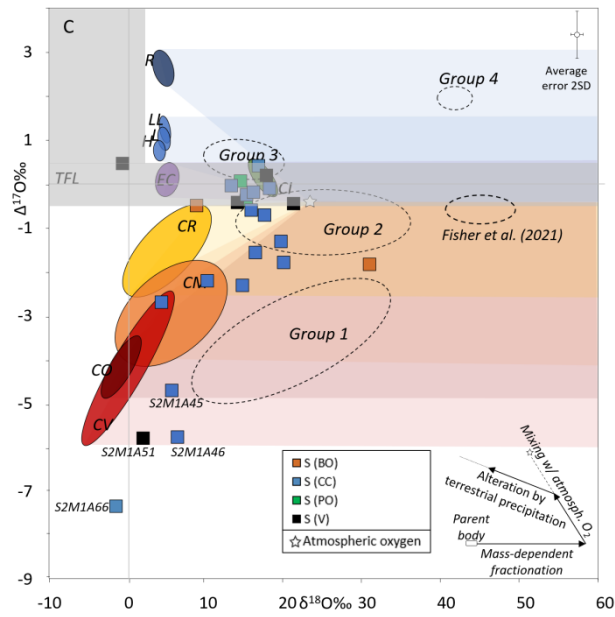 C
3
1
-1
-3
-5
-7
-9
Δ¹⁷O‰
-10
0
10
20
δ¹⁸O‰
30
40
50
60
R
LL
L
H
EC
TFL
CI
CR
CM
CO
CV
Group 4
Group 3
Group 2
Group 1
Fisher et al. (2021)
Average
error 2SD
S2M1A45
S2M1A51
S2M1A46
S2M1A66
S (BO)
S (CC)
S (PO)
S (V)
Atmospheric oxygen
Mixing w/ atmosph. O₂
Alteration by
terrestrial precipitation
Parent
body
Mass-dependent
fractionation